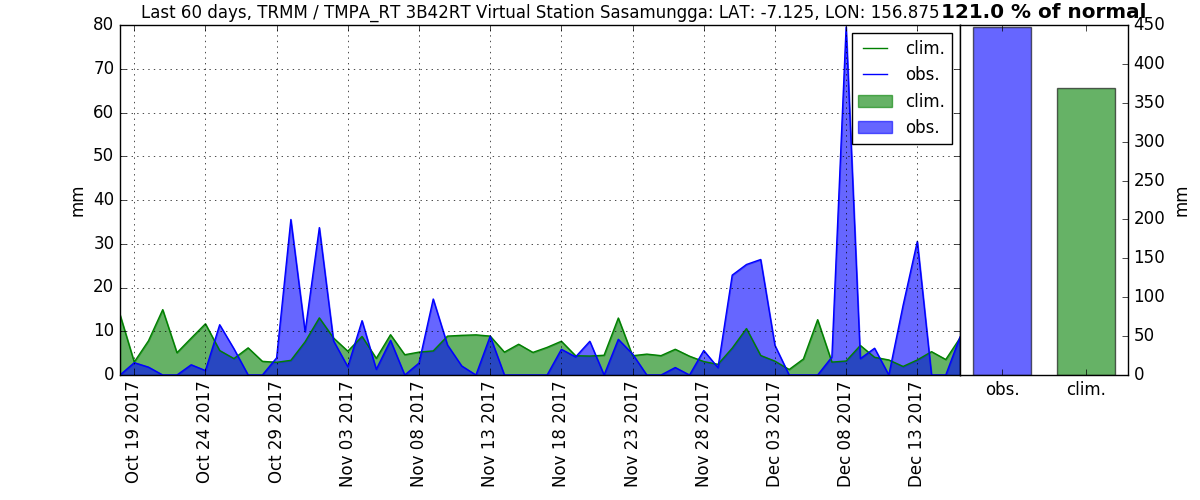 Last 60 days, TRMM / TMPA_RT 3B42RT Virtual Station Sasamungga: LAT: -7.125, LON: 156.875
121.0 % of normal
80
70
60
50
40
30
20
10
0
mm
clim.
obs.
clim.
obs.
Oct 19 2017
Oct 24 2017
Oct 29 2017
Nov 03 2017
Nov 08 2017
Nov 13 2017
Nov 18 2017
Nov 23 2017
Nov 28 2017
Dec 03 2017
Dec 08 2017
Dec 13 2017
450
400
350
300
250
200
150
100
50
0
mm
obs.
clim.